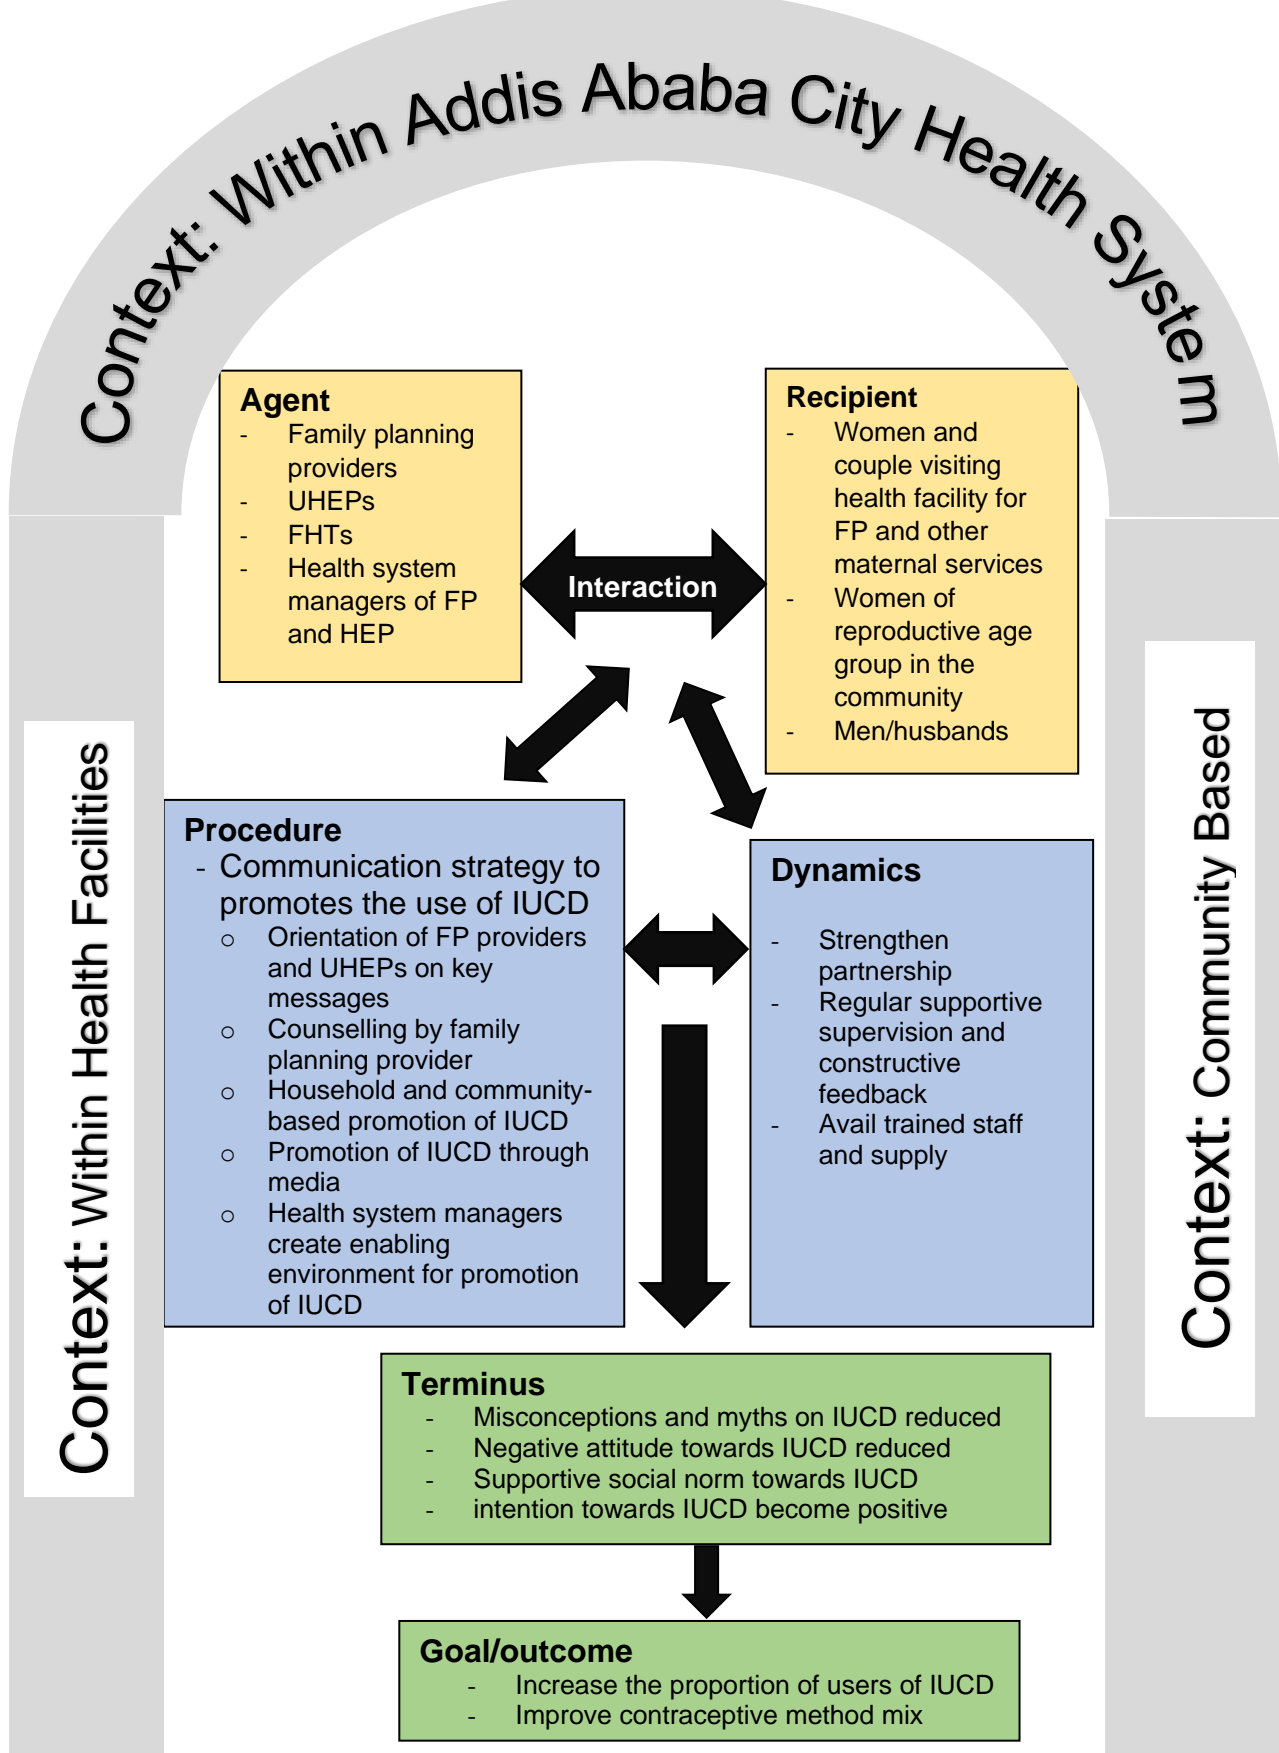 Context: Within Addis Ababa City Health System
Agent
- Family planning
providers
- UHEPs
- FHTs
- Health system
managers of FP
and HEP
Interaction
Recipient
- Women and
couple visiting
health facility for
FP and other
maternal services
- Women of
reproductive age
group in the
community
- Men/husbands
Context: Within Health Facilities
Context: Community Based
Procedure
- Communication strategy to
promotes the use of IUCD
o Orientation of FP providers
and UHEPs on key
messages
o Counselling by family
planning provider
o Household and community-
based promotion of IUCD
o Promotion of IUCD through
media
o Health system managers
create enabling
environment for promotion
of IUCD
Dynamics
- Strengthen
partnership
- Regular supportive
supervision and
constructive
feedback
- Avail trained staff
and supply
Terminus
- Misconceptions and myths on IUCD reduced
- Negative attitude towards IUCD reduced
- Supportive social norm towards IUCD
- intention towards IUCD become positive
Goal/outcome
- Increase the proportion of users of IUCD
- Improve contraceptive method mix